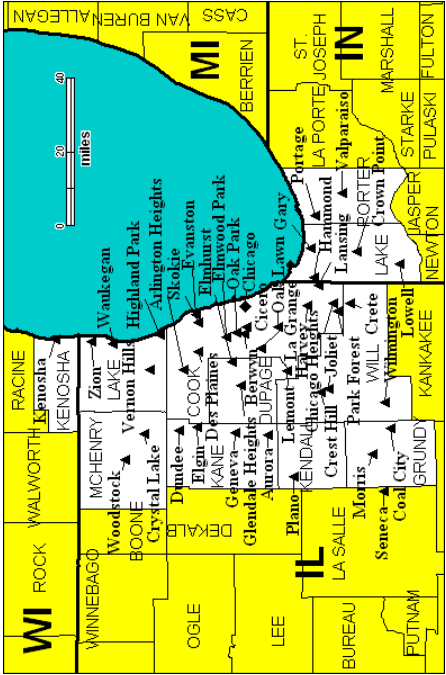 WI
ROCK
WALWORTH
RACINE
Kenosha
KENOSHA
ALLEGAN
VAN BUREN
CASS
MI
BERRIEN
0 20 40
miles
WINNEBAGO
BOONE
MCHENRY
LAKE
Woodstock
Crystal Lake
Zion
Waukegan
Vernon Hills
Highland Park
Arlington Heights
Skokie
Evanston
Elmhurst
Elmwood Park
Oak Park
Chicago
Cicero
Oak Lawn
Gary
OGLE
DEKALB
KANE
COOK
DUPAGE
Dundee
Elgin
Des Plaines
Geneva
Glendale Heights
Berwyn
Aurora
LEE
IL
LA SALLE
KENDALL
Plano
Lemont
La Grange
Harvey
Chicago Heights
Crest Hill
Joliet
Park Forest
WILL
Crete
Wilmington
Lowell
BUREAU
PUTNAM
GRUNDY
Morris
Seneca
Coal City
KANKAKEE
Hammond
Lansing
Portage
Valparaiso
Crown Point
LAKE
PORTER
LA PORTE
ST.
JOSEPH
IN
MARSHALL
FULTON
STARKE
PULASKI
JASPER
NEWTON